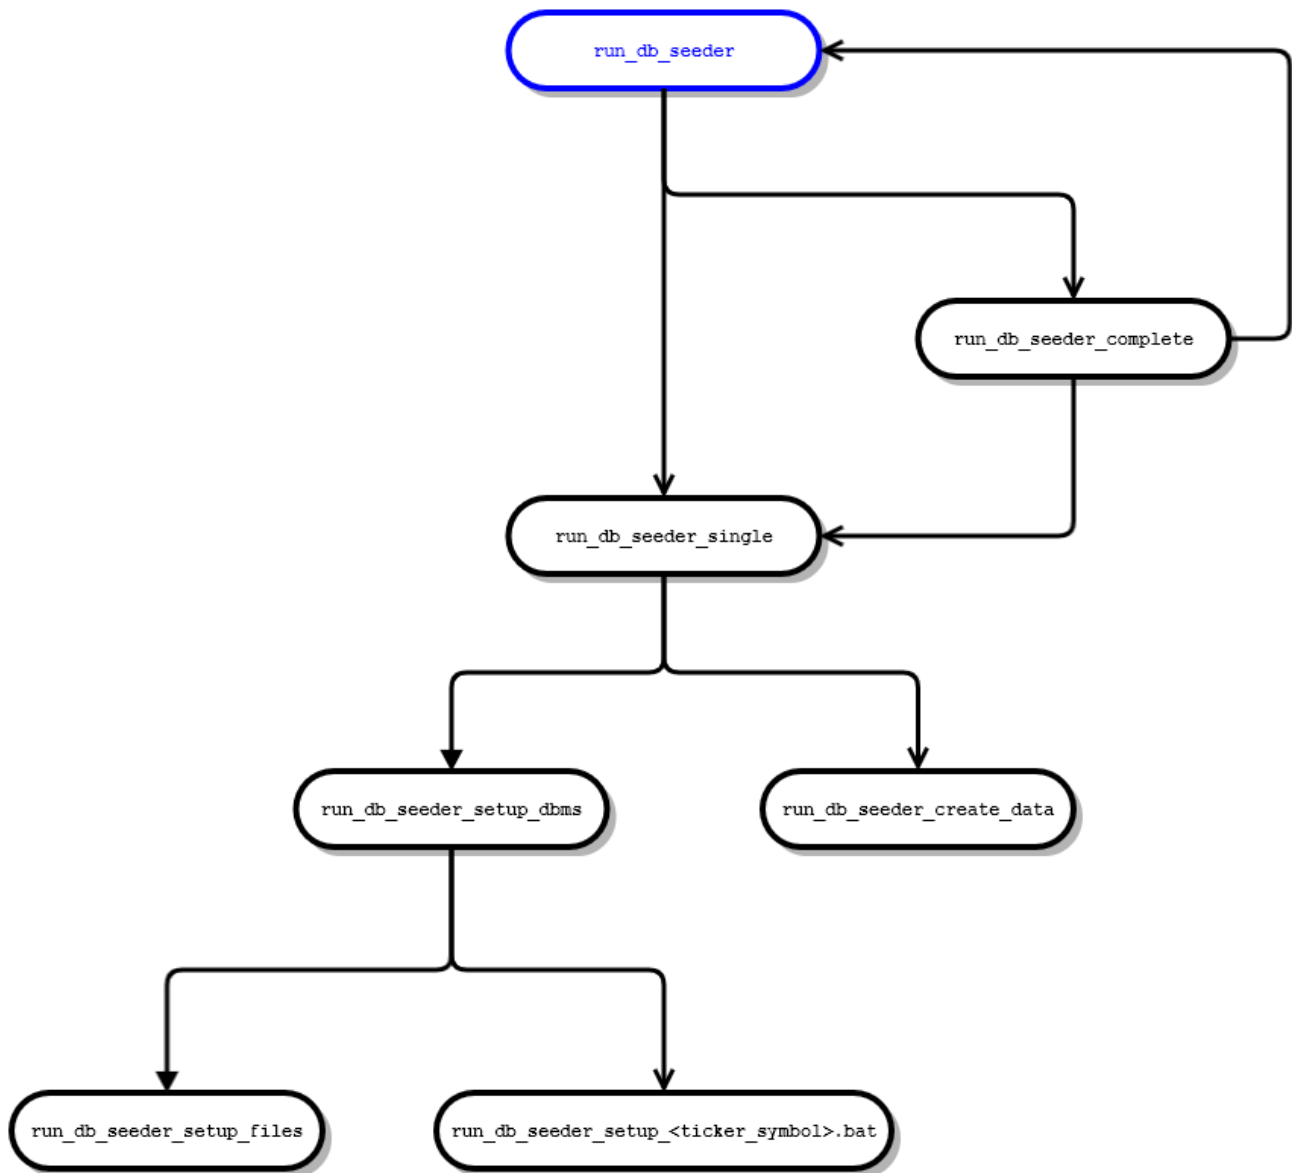 run_db_seeder
run_db_seeder_complete
run_db_seeder_single
run_db_seeder_setup_dbms
run_db_seeder_create_data
run_db_seeder_setup_files
run_db_seeder_setup_<ticker_symbol>.bat